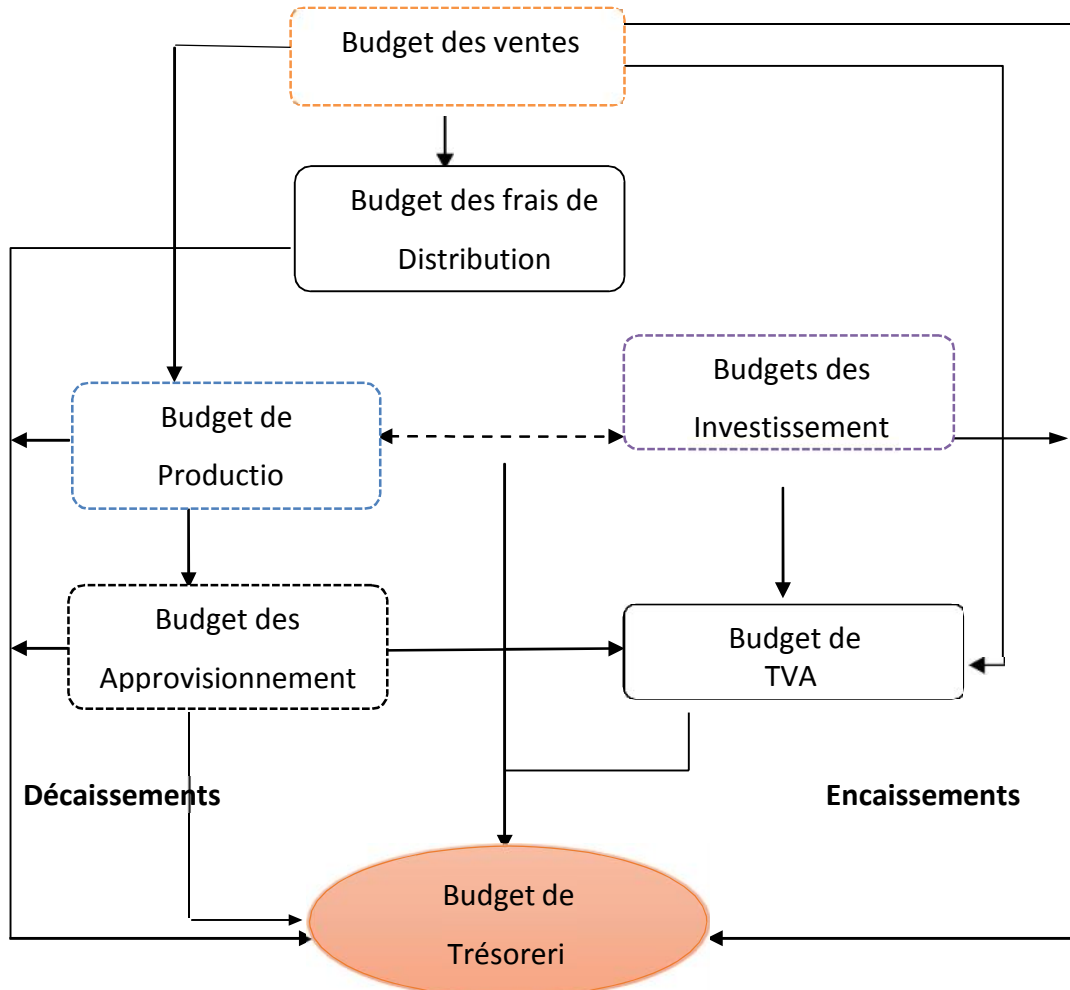 Budget des ventes
Budget des frais de
Distribution
Budget de
Productio
Budgets des
Investissement
Budget des
Approvisionnement
Budget de
TVA
Décaissements
Encaissements
Budget de
Trésoreri